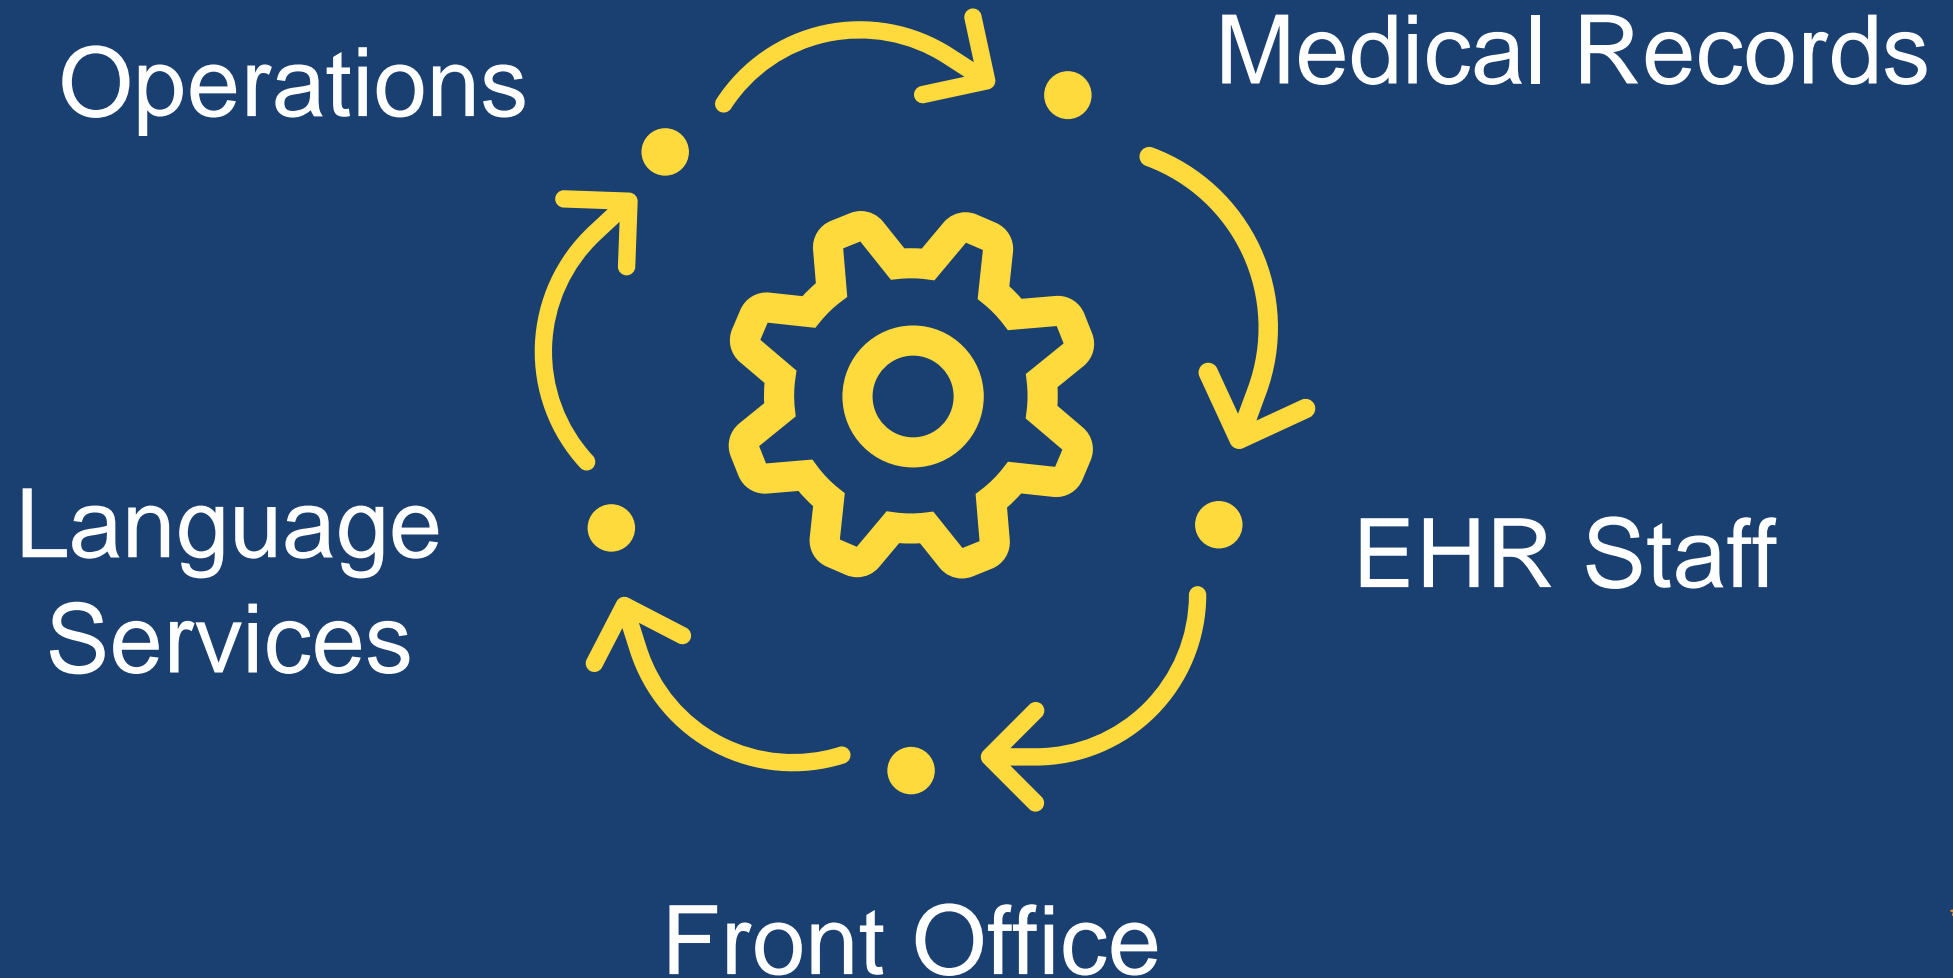 Operations
Medical Records
Language
Services
EHR Staff
Front Office